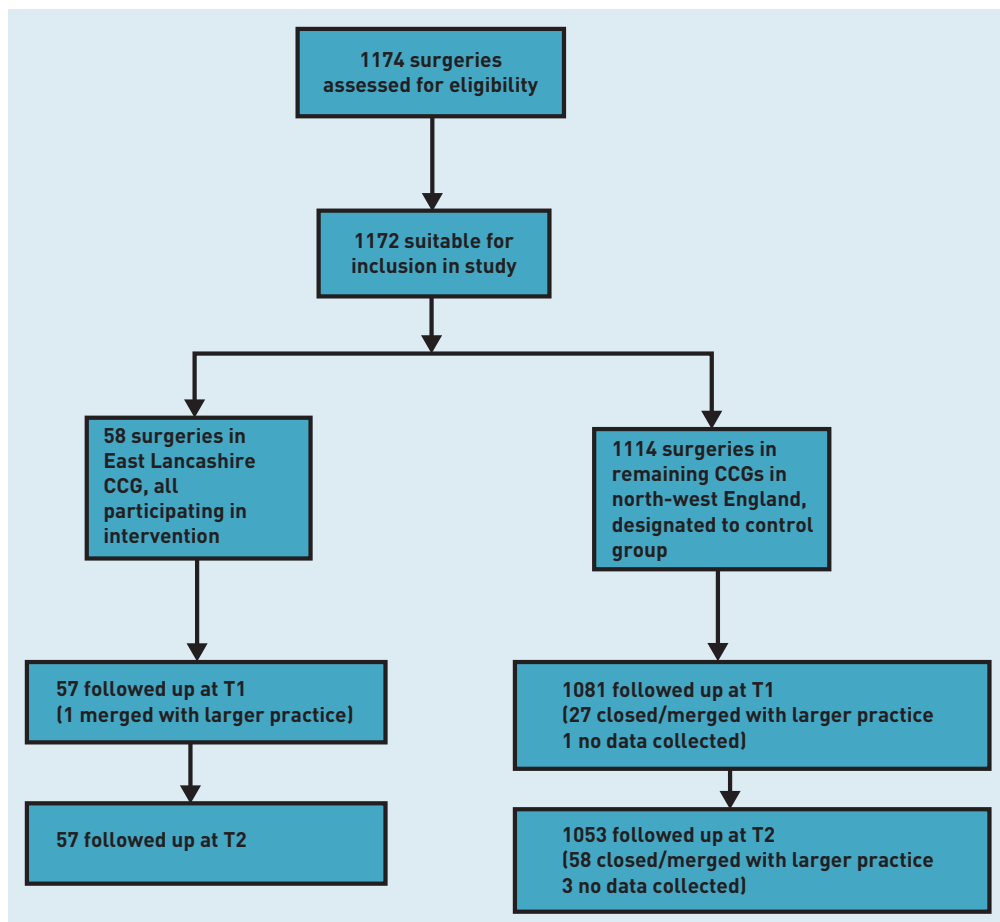 1174 surgeries
assessed for eligibility
1172 suitable for
inclusion in study
58 surgeries in
East Lancashire
CCG, all
participating in
intervention
1114 surgeries in
remaining CCGs in
north-west England,
designated to control
group
57 followed up at T1
(1 merged with larger practice)
1081 followed up at T1
(27 closed/merged with larger practice
1 no data collected)
57 followed up at T2
1053 followed up at T2
(58 closed/merged with larger practice
3 no data collected)